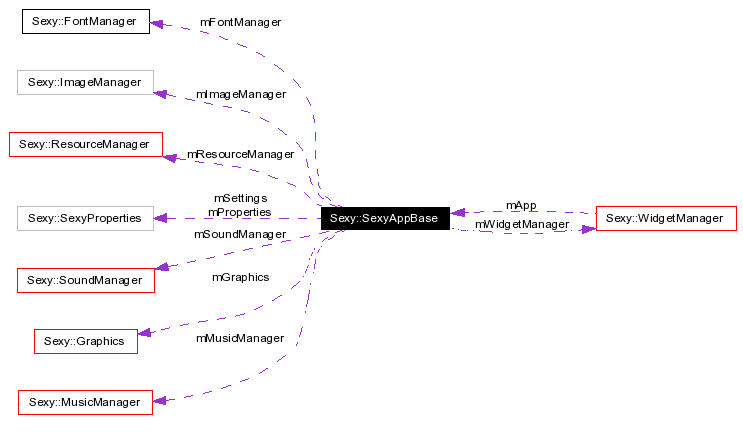 Sexy::FontManager
mFontManager
Sexy::ImageManager
mImageManager
Sexy::ResourceManager
mResourceManager
Sexy::SexyProperties
mSettings
mProperties
Sexy::SexyAppBase
mApp
mWidgetManager
Sexy::WidgetManager
mSoundManager
Sexy::SoundManager
mGraphics
Sexy::Graphics
mMusicManager
Sexy::MusicManager